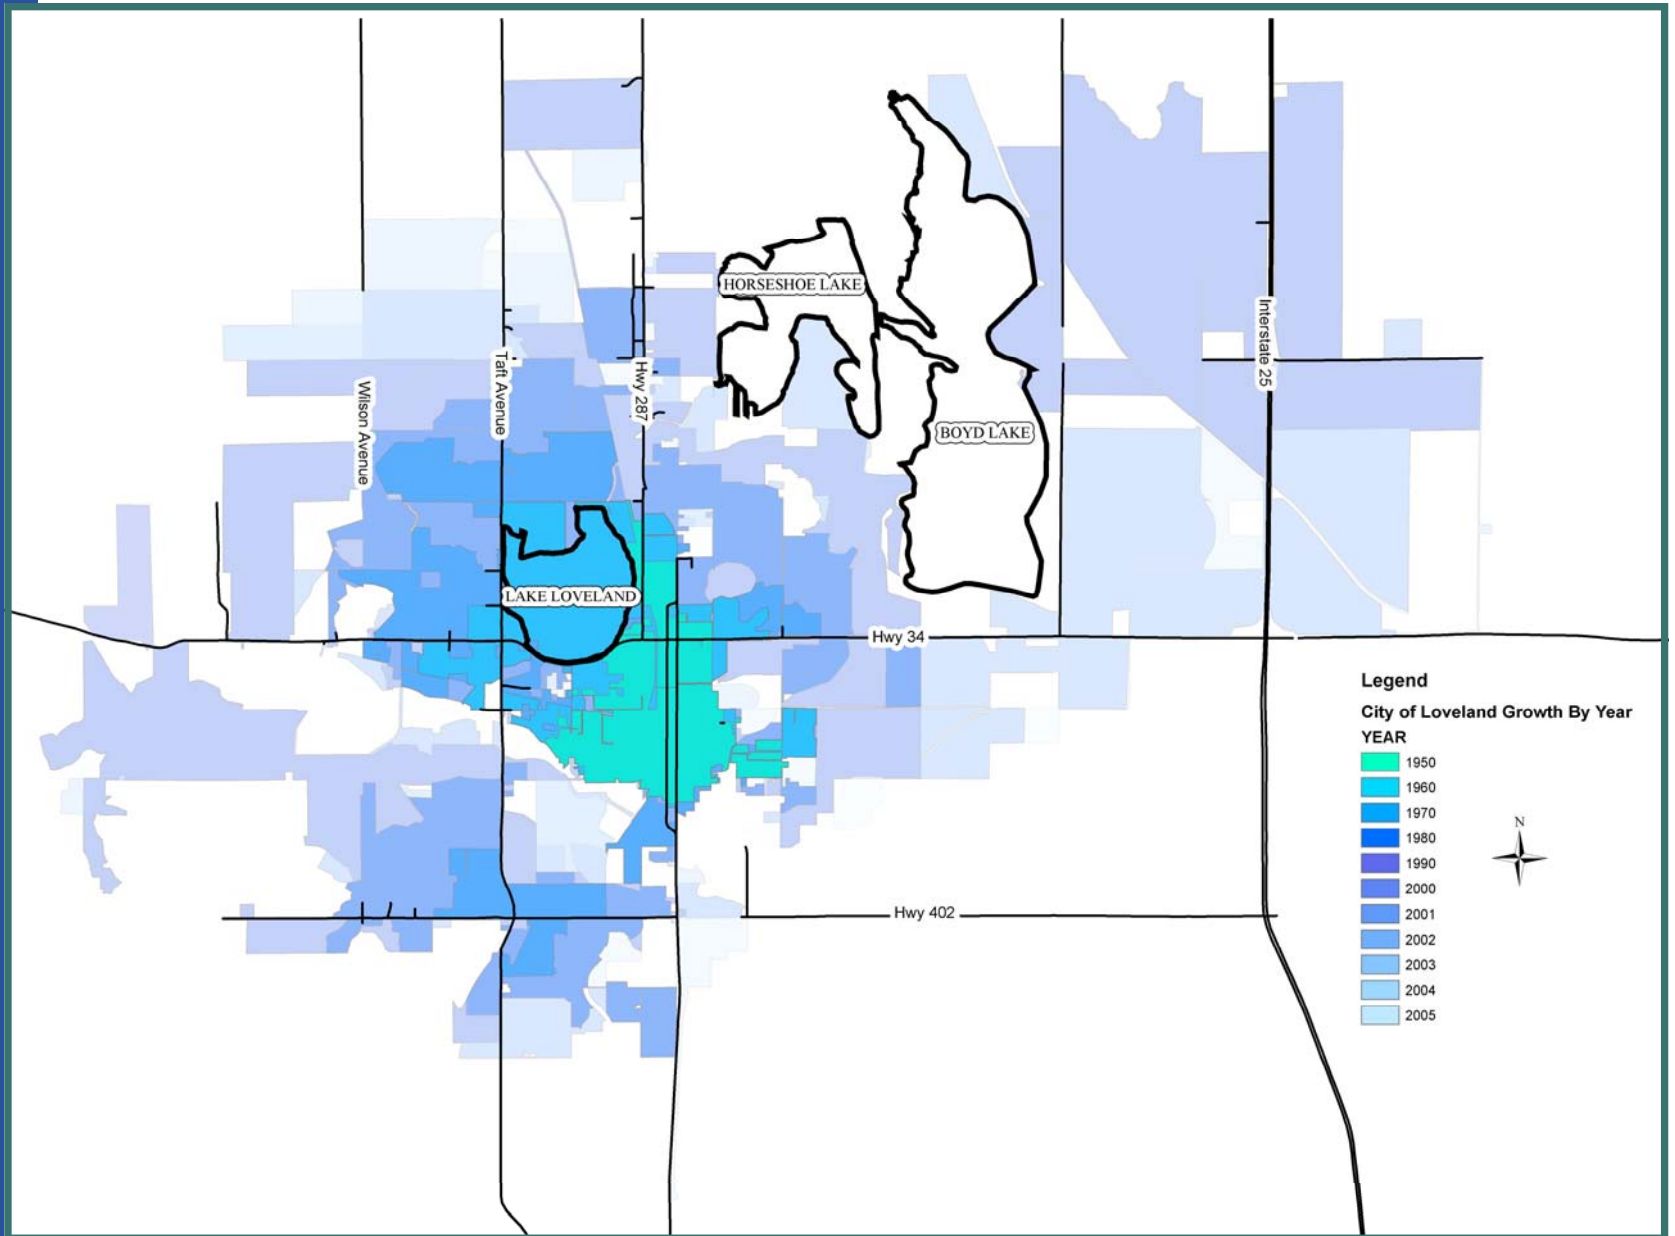 HORSESHOE LAKE
Interstate 25
Taft Avenue
Hwy 287
Wilson Avenue
BOYD LAKE
LAKE LOVELAND
Hwy 34
Legend
City of Loveland Growth By Year
YEAR
1950
1960
1970
1980
1990
2000
2001
2002
2003
2004
2005
N
Hwy 402